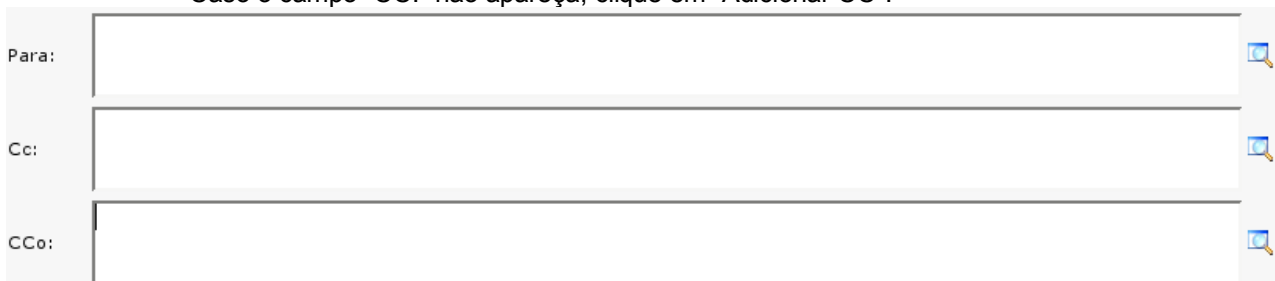 Caso o campo "CC:" não apareça, clique em "Adicionar CC".
Para:
Cc:
CCo: